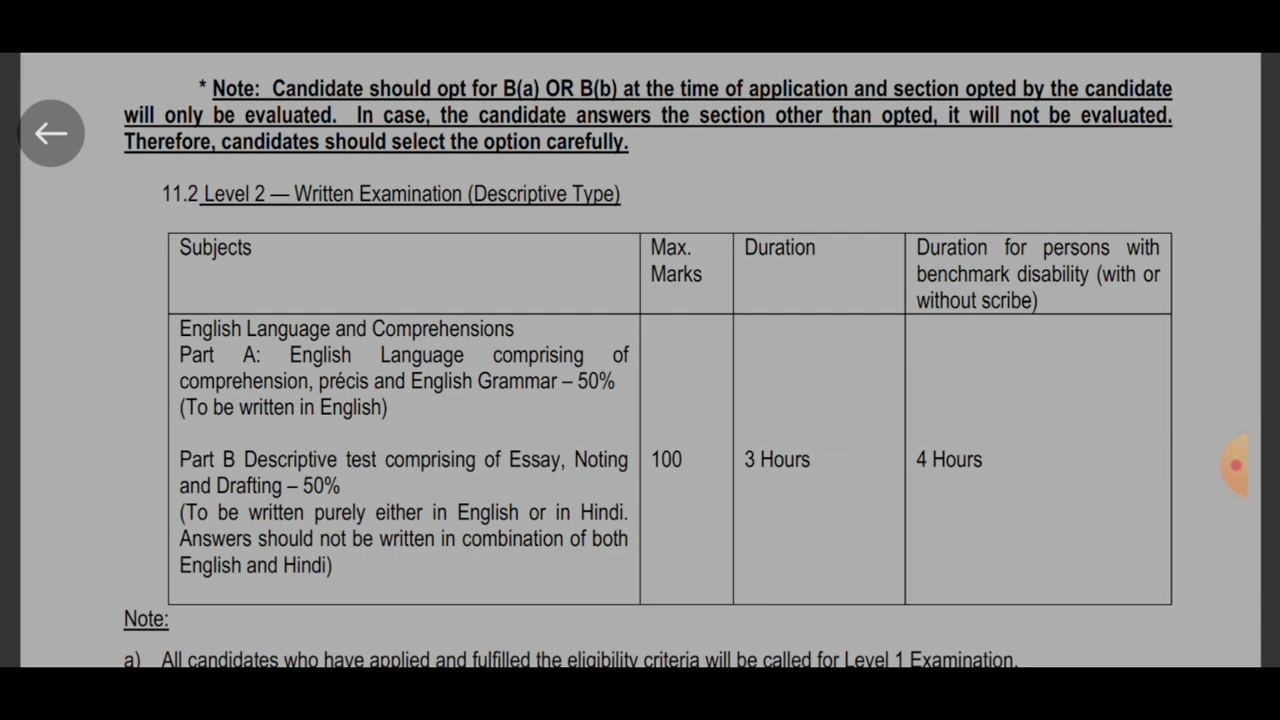 * Note: Candidate should opt for B(a) OR B(b) at the time of application and section opted by the candidate
will only be evaluated. In case, the candidate answers the section other than opted, it will not be evaluated.
Therefore, candidates should select the option carefully.
11.2 Level 2 — Written Examination (Descriptive Type)
Subjects
Max.
Marks
Duration
Duration for persons with
benchmark disability (with or
without scribe)
English Language and Comprehensions
Part A: English Language comprising of
comprehension, précis and English Grammar – 50%
(To be written in English)
Part B Descriptive test comprising of Essay, Noting
and Drafting – 50%
(To be written purely either in English or in Hindi.
Answers should not be written in combination of both
English and Hindi)
100
3 Hours
4 Hours
Note:
a) All candidates who have applied and fulfilled the eligibility criteria will be called for Level 1 Examination.